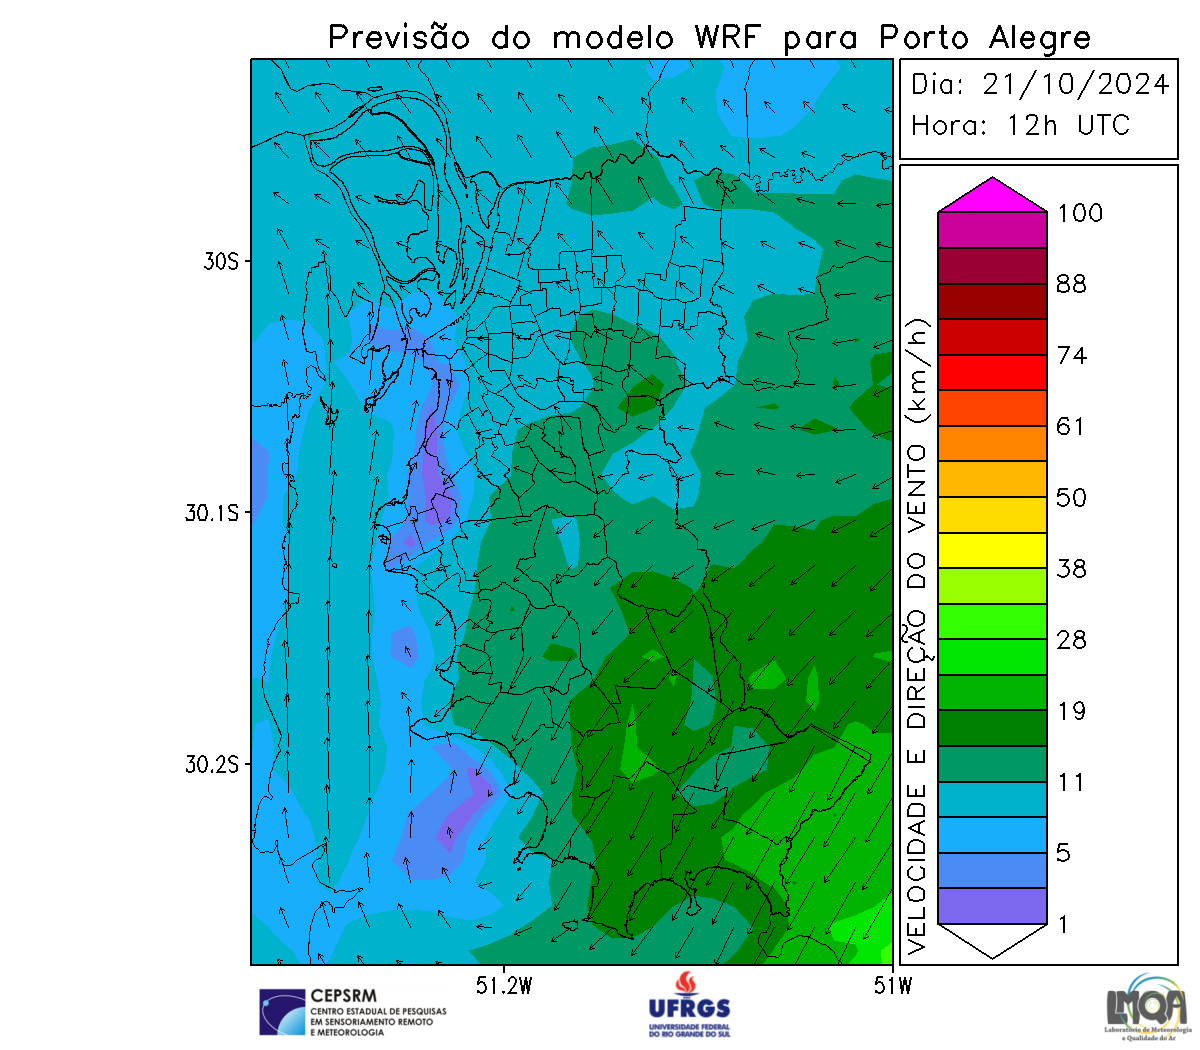 Previsão do modelo WRF para Porto Alegre
Dia: 21/10/2024
Hora: 12h UTC
100
88
74
61
50
38
28
19
11
5
1
VELOCIDADE E DIREÇÃO DO VENTO (km/h)
30S
30.1S
30.2S
51.2W
51W
CEPSRM
CENTRO ESTADUAL DE PESQUISAS
EM SENSORIAMENTO REMOTO
E METEOROLOGIA
UFRGS
UNIVERSIDADE FEDERAL
DO RIO GRANDE DO SUL
LMQA
Laboratório de Meteorologia
e Qualidade do Ar